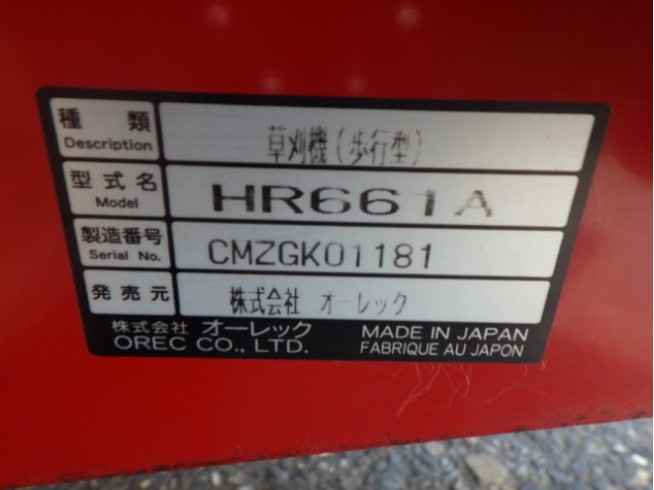 種類 草刈機(歩行型)
Description
型式名 HR661A
Model
製造番号 CMZGK01181
Serial No.
発売元 株式会社 オーレック
株式会社 オーレック MADE IN JAPAN
OREC CO., LTD. FABRIQUE AU JAPON